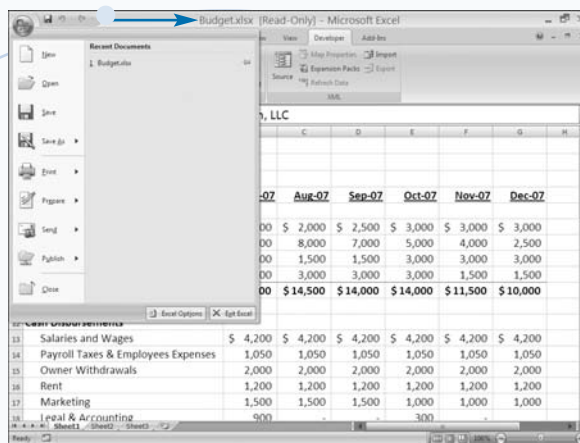 Budget.xlsx [Read-Only] - Microsoft Excel
View Developer Add-Ins
New
Open
Save
Save As
Print
Prepare
Send
Publish
Close
Recent Documents
1 Budget.xlsx
Excel Options Exit Excel
Source
Map Properties Import
Expansion Packs Export
Refresh Data
XML
LLC
C D E F G H
-07 Aug-07 Sep-07 Oct-07 Nov-07 Dec-07
00 $ 2,000 $ 2,500 $ 3,000 $ 3,000 $ 3,000
00 8,000 7,000 5,000 4,000 2,500
00 1,500 1,500 3,000 3,000 3,000
00 3,000 3,000 3,000 1,500 1,500
00 $14,500 $14,000 $14,000 $11,500 $10,000
12 Cash Disbursements
13 Salaries and Wages $ 4,200 $ 4,200 $ 4,200 $ 4,200 $ 4,200 $ 4,200
14 Payroll Taxes & Employees Expenses 1,050 1,050 1,050 1,050 1,050 1,050
15 Owner Withdrawals 2,000 2,000 2,000 2,000 2,000 2,000
16 Rent 1,200 1,200 1,200 1,200 1,200 1,200
17 Marketing 1,500 1,500 1,500 1,000 1,000 1,000
18 Legal & Accounting 900 - - 300 - -
Sheet1 Sheet2 Sheet3
Ready 100%